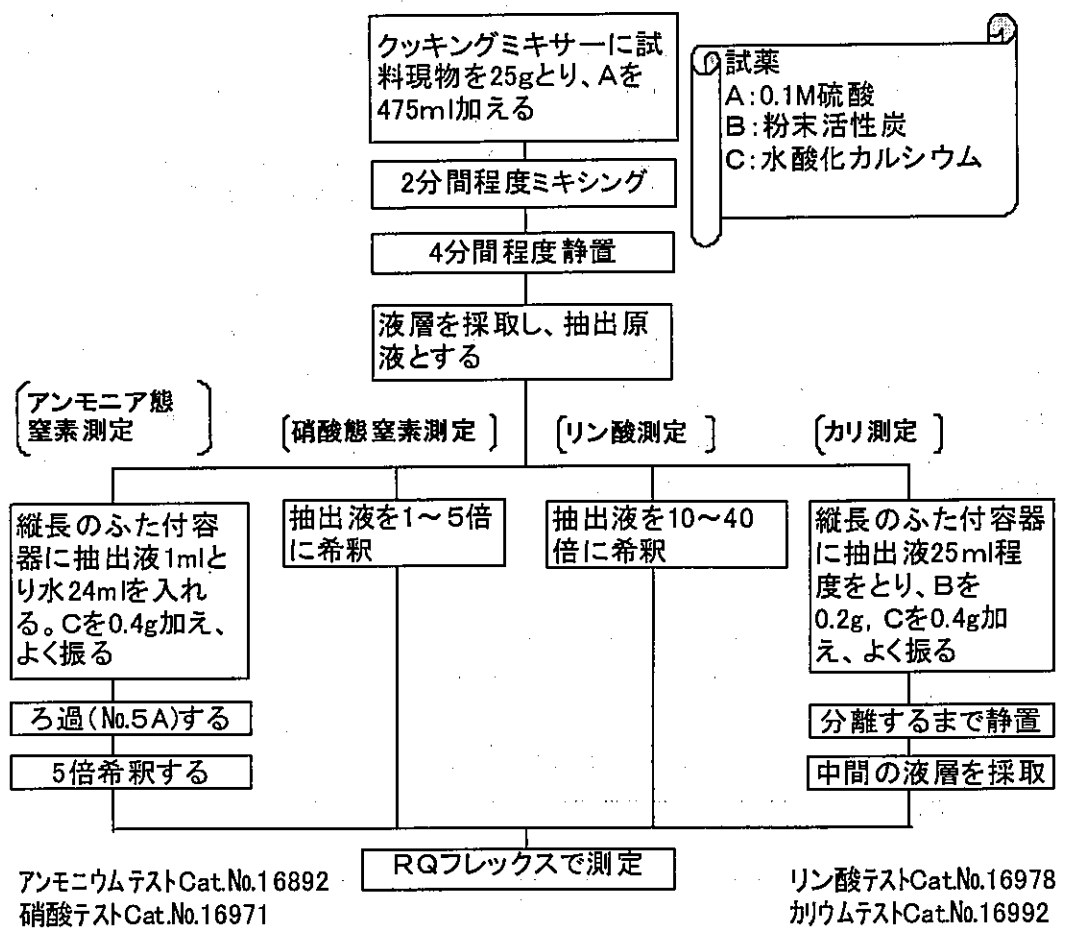 クッキングミキサーに試
料現物を25gとり、Aを
475ml加える
試薬
A:0.1M硫酸
B:粉末活性炭
C:水酸化カルシウム
2分間程度ミキシング
4分間程度静置
液層を採取し、抽出原
液とする
アンモニア態
窒素測定
[硝酸態窒素測定]
[リン酸測定]
[カリ測定]
縦長のふた付容
器に抽出液1mlと
り水24mlを入れ
る。Cを0.4g加え、
よく振る
抽出液を1～5倍
に希釈
抽出液を10～40
倍に希釈
縦長のふた付容器
に抽出液25ml程
度をとり、Bを
0.2g, Cを0.4g加
え、よく振る
ろ過(No.5A)する
5倍希釈する
分離するまで静置
中間の液層を採取
RQフレックスで測定
アンモニウムテストCat.No.16892
硝酸テストCat.No.16971
リン酸テストCat.No.16978
カリウムテストCat.No.16992